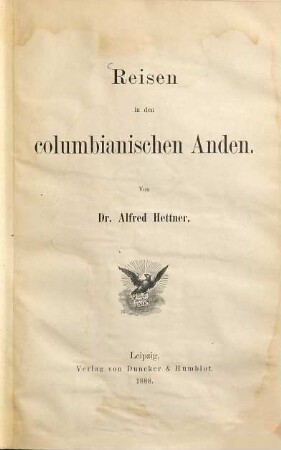 Reisen
in den
columbianischen Anden.
Von
Dr. Alfred Hettner.
Leipzig,
Verlag von Duncker & Humblot.
1888.